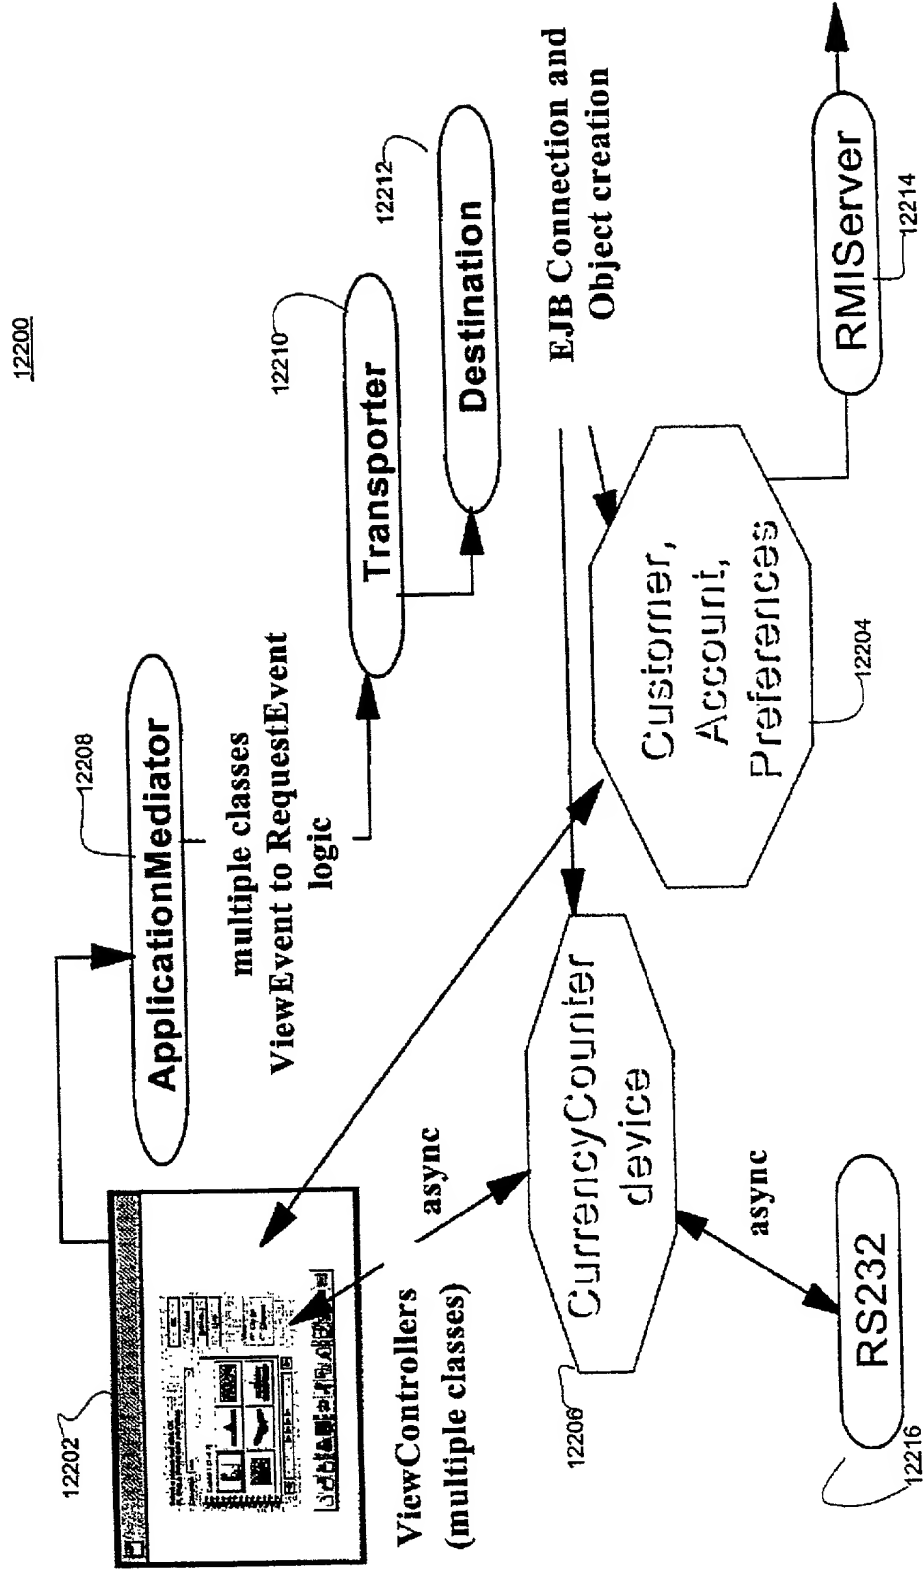 12200
12202
12208
ApplicationMediator
multiple classes
ViewEvent to RequestEvent
logic
12210
Transporter
12212
Destination
ViewControllers
(multiple classes)
async
EJB Connection and
Object creation
12206
CurrencyCounter
device
Customer,
Account,
Preferences
12204
async
RS232
12216
RMIServer
12214